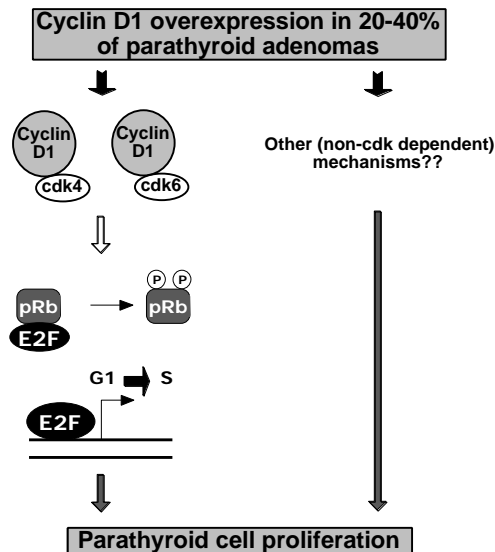 Cyclin D1 overexpression in 20-40%
of parathyroid adenomas
Cyclin
D1
cdk4
Cyclin
D1
cdk6
Other (non-cdk dependent)
mechanisms??
pRb
E2F
P P
pRb
G1 S
E2F
Parathyroid cell proliferation